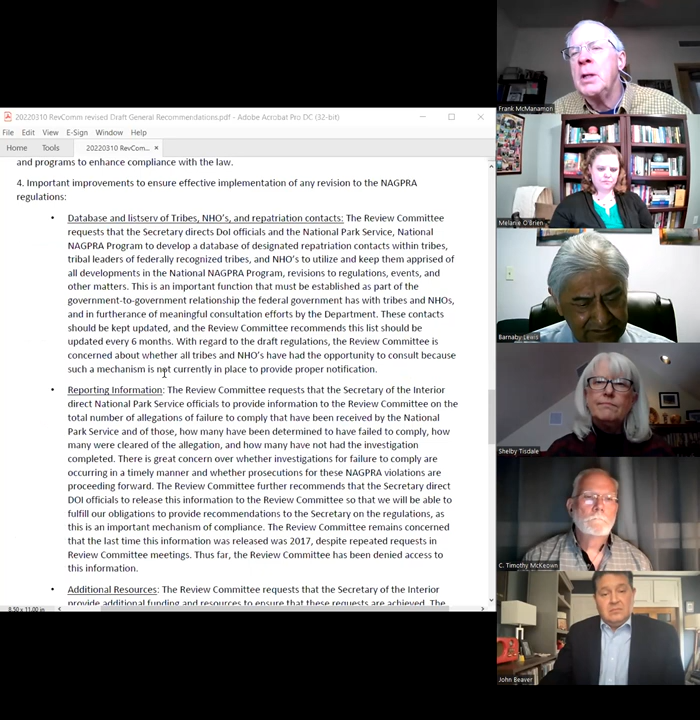 20220310 RevComm revised Draft General Recommendations.pdf - Adobe Acrobat Pro DC (32-bit)
File Edit View E-Sign Window Help
Home Tools 20220310 RevCom... ×
and programs to enhance compliance with the law.
4. Important improvements to ensure effective implementation of any revision to the NAGPRA
regulations:
• Database and listserv of Tribes, NHO's, and repatriation contacts: The Review Committee
requests that the Secretary directs DoI officials and the National Park Service, National
NAGPRA Program to develop a database of designated repatriation contacts within tribes,
tribal leaders of federally recognized tribes, and NHO's to utilize and keep them apprised of
all developments in the National NAGPRA Program, revisions to regulations, events, and
other matters. This is an important function that must be established as part of the
government-to-government relationship the federal government has with tribes and NHOs,
and in furtherance of meaningful consultation efforts by the Department. These contacts
should be kept updated, and the Review Committee recommends this list should be
updated every 6 months. With regard to the draft regulations, the Review Committee is
concerned about whether all tribes and NHO's have had the opportunity to consult because
such a mechanism is not currently in place to provide proper notification.
• Reporting Information: The Review Committee requests that the Secretary of the Interior
direct National Park Service officials to provide information to the Review Committee on the
total number of allegations of failure to comply that have been received by the National
Park Service and of those, how many have been determined to have failed to comply, how
many were cleared of the allegation, and how many have not had the investigation
completed. There is great concern over whether investigations for failure to comply are
occurring in a timely manner and whether prosecutions for these NAGPRA violations are
proceeding forward. The Review Committee further recommends that the Secretary direct
DOI officials to release this information to the Review Committee so that we will be able to
fulfill our obligations to provide recommendations to the Secretary on the regulations, as
this is an important mechanism of compliance. The Review Committee remains concerned
that the last time this information was released was 2017, despite repeated requests in
Review Committee meetings. Thus far, the Review Committee has been denied access to
this information.
• Additional Resources: The Review Committee requests that the Secretary of the Interior
provide additional funding and resources to ensure that these requests are achieved. The
8.50 x 11.00 in
Frank McManamon
Melanie O'Brien
Barnaby Lewis
Shelby Tisdale
C. Timothy McKeown
John Beaver